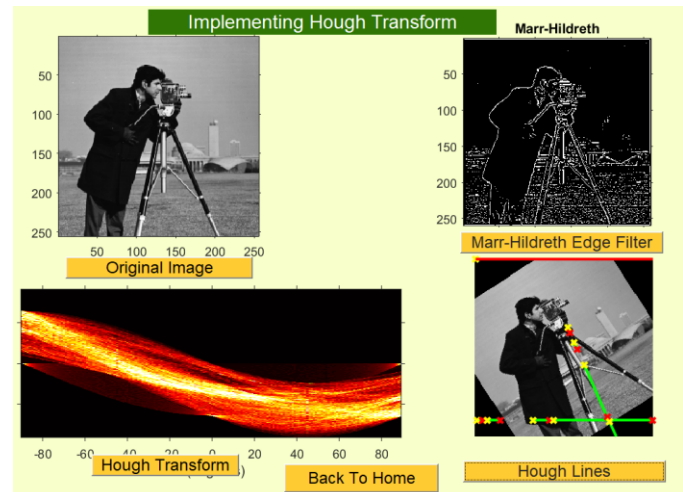 Implementing Hough Transform
Marr-Hildreth
50
100
150
200
250
50 100 150 200 250
Original Image
50
100
150
200
250
Marr-Hildreth Edge Filter
-80 -60 -40 -20 0 20 40 60 80
Hough Transform
Back To Home
Hough Lines